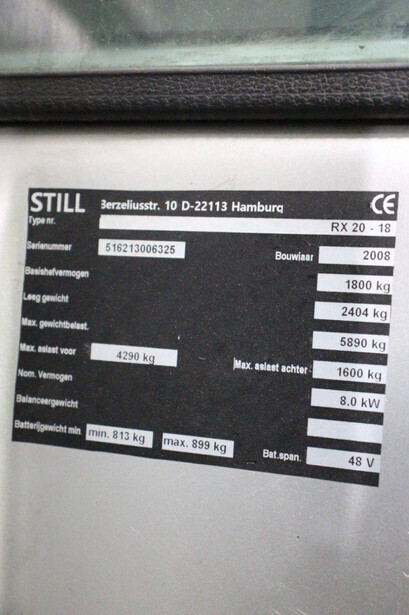 STILL Berzeliusstr. 10 D-22113 Hamburg CE
Type nr. RX 20 - 18
Serienummer 516213006325 Bouwjaar 2008
Basishefvermogen 1800 kg
Leeg gewicht 2404 kg
Max. gewichtbelast. 5890 kg
Max. aslast voor 4290 kg Max. aslast achter 1600 kg
Nom. Vermogen 8.0 kW
Balanceergewicht
Batterijgewicht min. min. 813 kg max. 899 kg Bat.span. 48 V